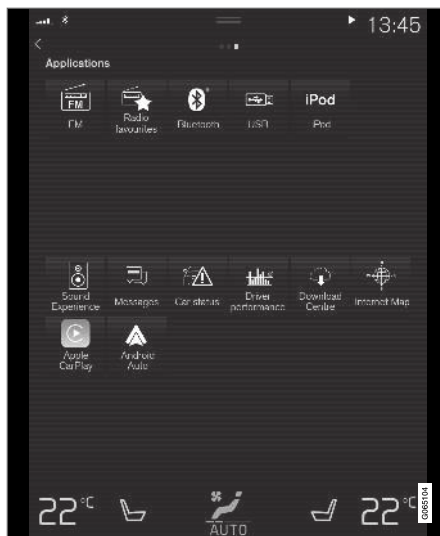 13:45
Applications
FM
iPod
FM
Radio
favourites
Bluetooth
USB
iPod
Sound
Experience
Messages
Car status
Driver
performance
Download
Centre
Internet Map
Apple
CarPlay
Android
Auto
22°C
22°C
AUTO
G065104